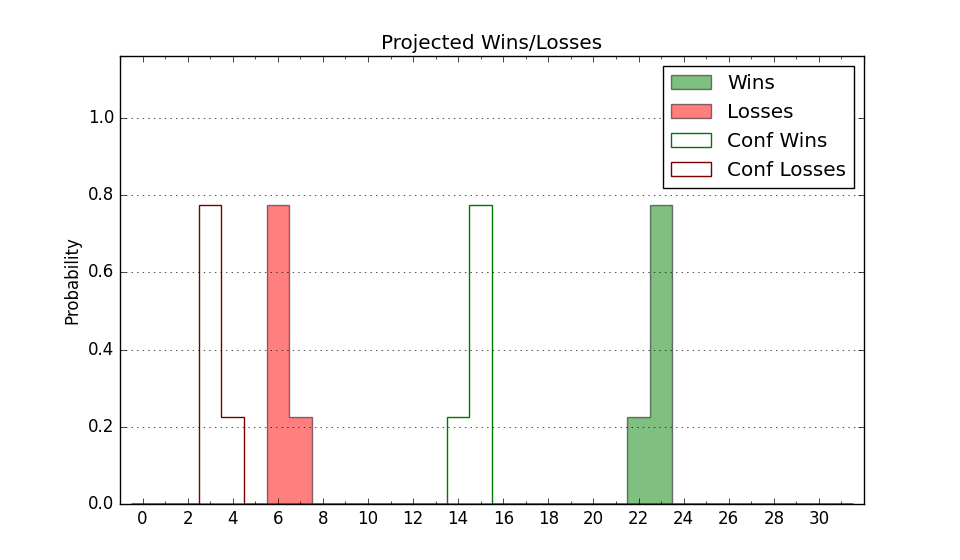 Projected Wins/Losses
Wins
Losses
Conf Wins
Conf Losses
Probability
1.0
0.8
0.6
0.4
0.2
0.0
0 2 4 6 8 10 12 14 16 18 20 22 24 26 28 30